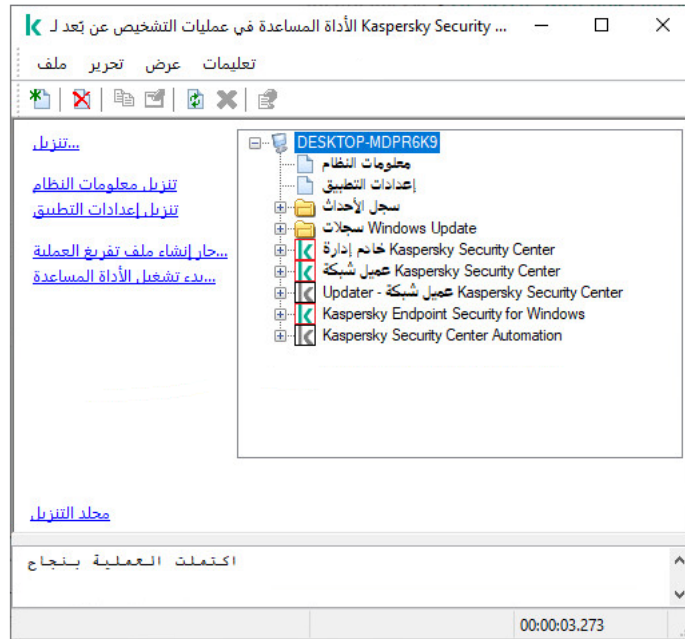 الأداة المساعدة في عمليات التشخيص عن بُعد لـ Kaspersky Security ...
ملف تحرير عرض تعليمات
تنزيل...
تنزيل معلومات النظام
تنزيل إعدادات التطبيق
جار إنشاء ملف تفريغ العملية...
بدء تشغيل الأداة المساعدة...
DESKTOP-MDPR6K9
معلومات النظام
إعدادات التطبيق
سجل الأحداث
سجلات Windows Update
خادم إدارة Kaspersky Security Center
عميل شبكة Kaspersky Security Center
Updater - عميل شبكة Kaspersky Security Center
Kaspersky Endpoint Security for Windows
Kaspersky Security Center Automation
مجلد التنزيل
اكتملت العملية بنجاح
00:00:03.273